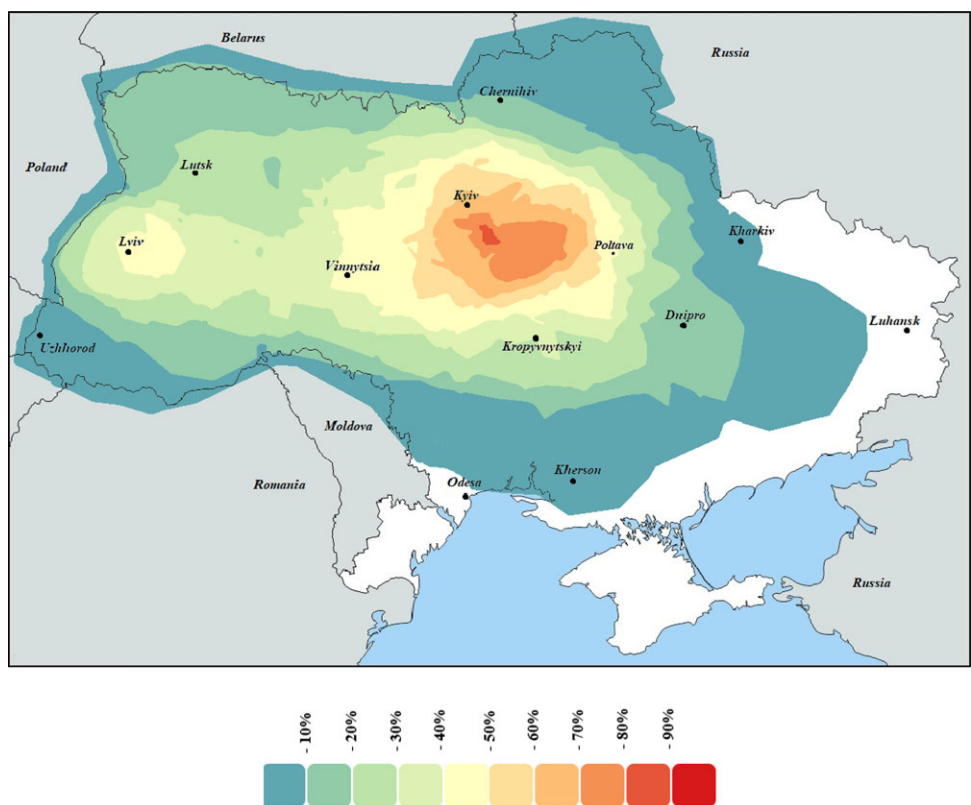 Belarus
Russia
Chernihiv
Poland
Lutsk
Kyiv
Lviv
Kharkiv
Poltava
Vinnytsia
Dnipro
Luhansk
Uzhhorod
Kropyvnytskyi
Moldova
Kherson
Romania
Odesa
Russia
- 10%
- 20%
- 30%
- 40%
- 50%
- 60%
- 70%
- 80%
- 90%